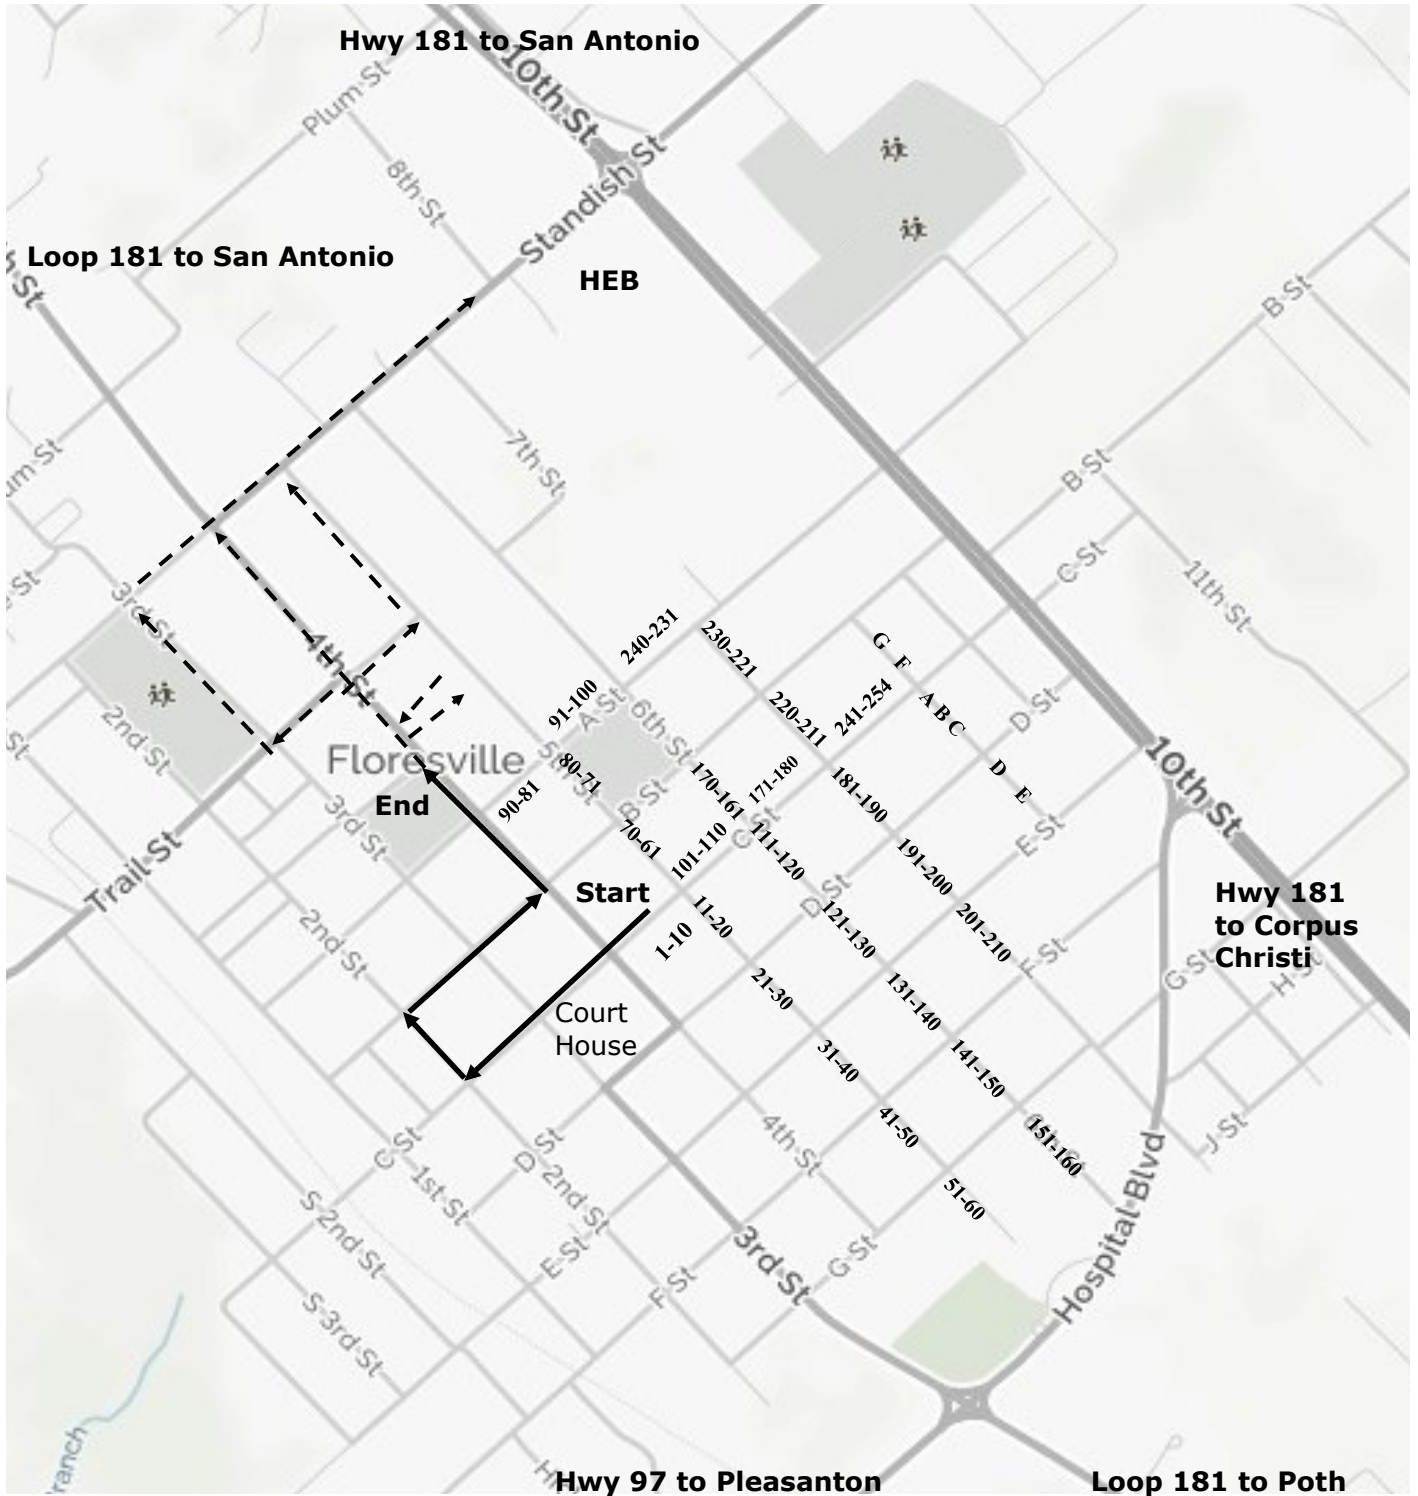 Hwy 181 to San Antonio
10th St
Plum St
8th St
Standish St
Loop 181 to San Antonio
HEB
B St
7th St
B St
C St
11th St
3rd St
4th St
2nd St
240-231
230-221
G
F
A B C
D
E
241-254
220-211
D St
91-100
A St
6th St
Floresville
5th St
80-71
B St
90-81
End
170-161
171-180
181-190
10th St
C St
E St
3rd St
70-61
101-110
111-120
191-200
Trail St
Start
D St
Hwy 181
to Corpus
Christi
11-20
1-10
121-130
201-210
F St
G St
H St
2nd St
21-30
131-140
Court
House
31-40
141-150
41-50
4th St
151-160
J St
C St
D St
1st St
2nd St
51-60
Hospital Blvd
S 2nd St
E St
F St
3rd St
G St
S 3rd St
Hwy 97 to Pleasanton
Loop 181 to Poth